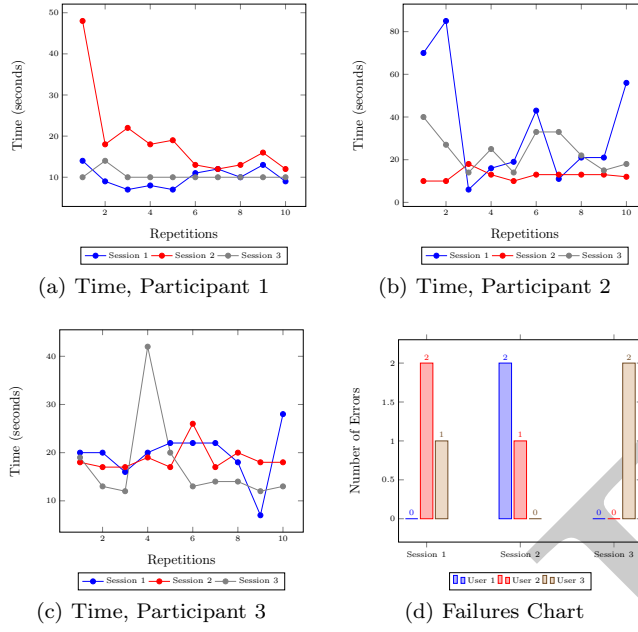 50
40
30
20
10
2
4
6
8
10
Time (seconds)
Repetitions
Session 1
Session 2
Session 3
(a) Time, Participant 1
80
60
40
20
0
2
4
6
8
10
Time (seconds)
Repetitions
Session 1
Session 2
Session 3
(b) Time, Participant 2
40
30
20
10
2
4
6
8
10
Time (seconds)
Repetitions
Session 1
Session 2
Session 3
(c) Time, Participant 3
2
1.5
1
0.5
0
Number of Errors
0
2
1
2
1
0
0
0
2
Session 1
Session 2
Session 3
User 1
User 2
User 3
(d) Failures Chart